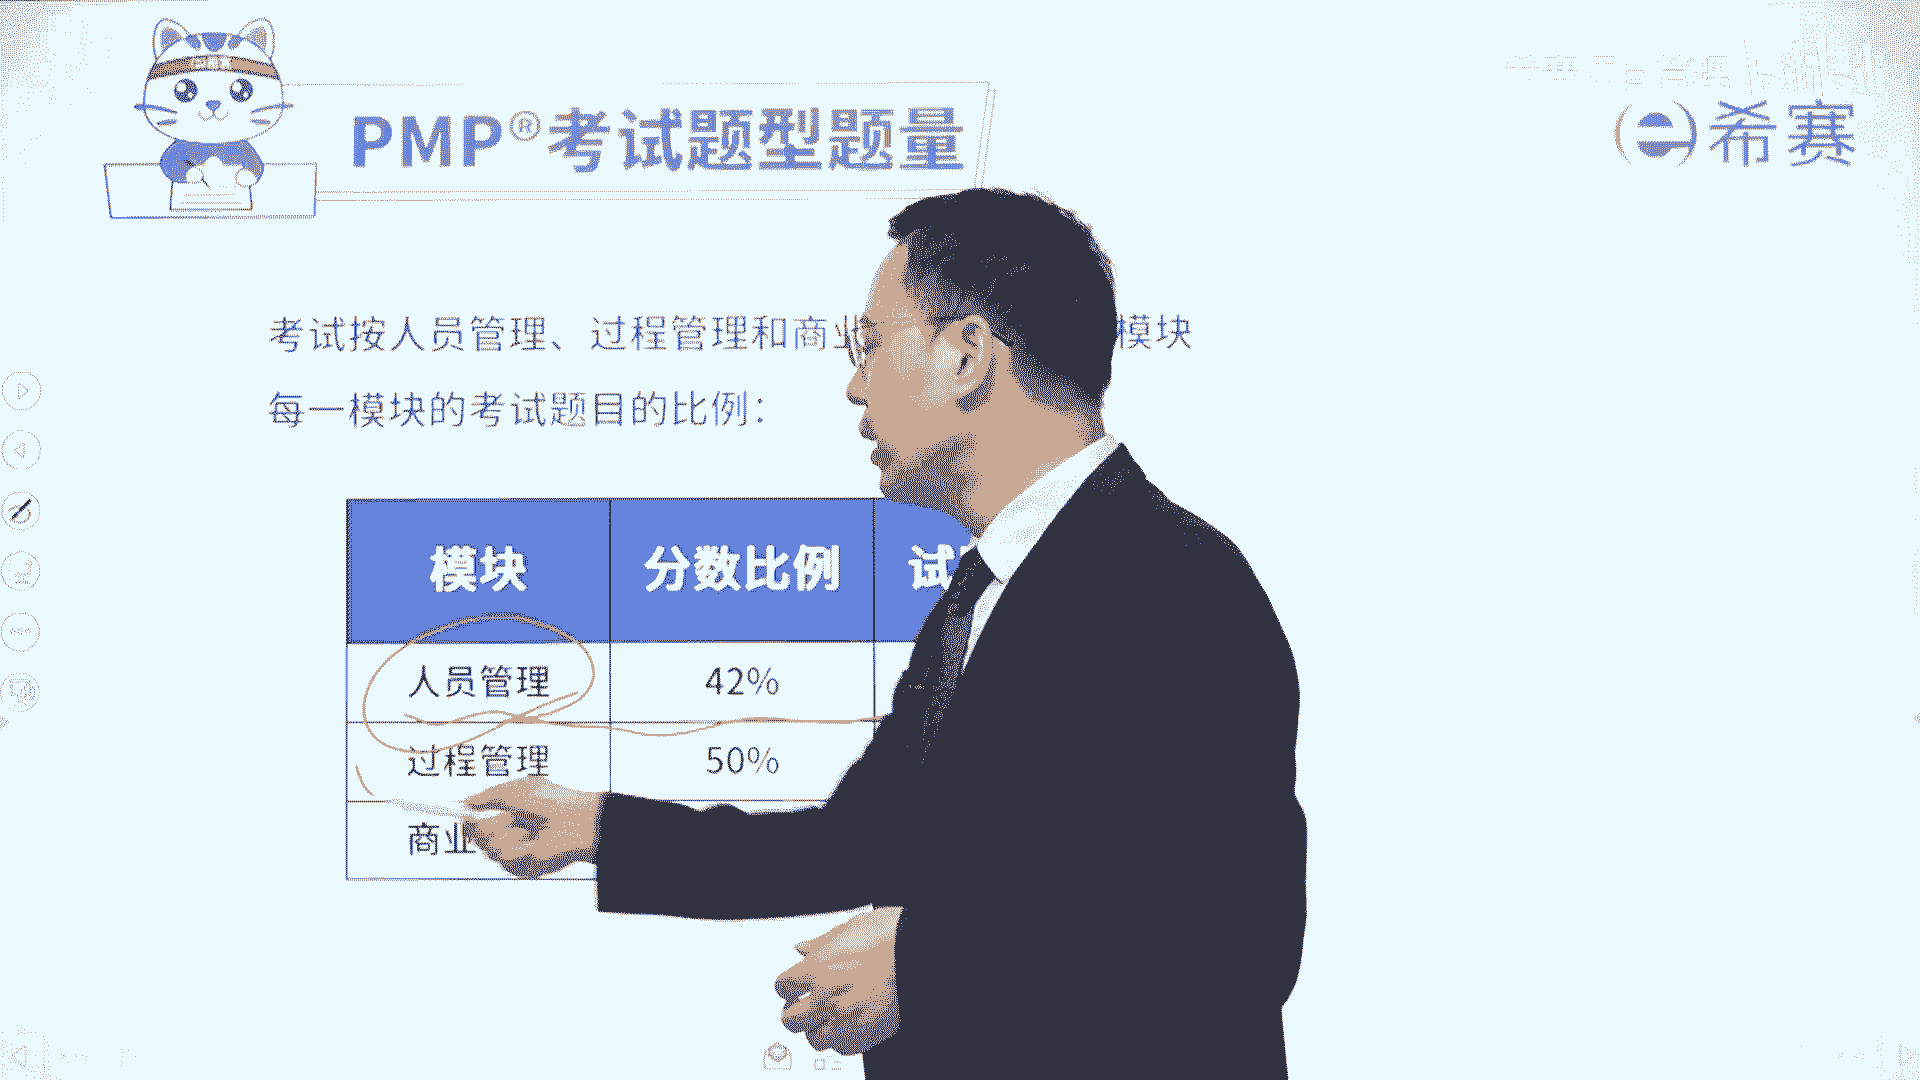 PMP®考试题型题量
希赛
考试按人员管理、过程管理和商业
模块
每一模块的考试题目的比例：
模块 分数比例 试
人员管理 42%
过程管理 50%
商业